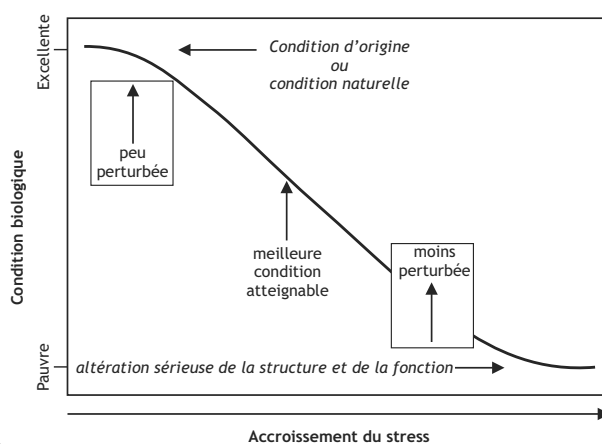 Excellente
Condition biologique
Pauvre
Condition d'origine
ou
condition naturelle
peu
perturbée
meilleure
condition
atteignable
moins
perturbée
altération sérieuse de la structure et de la fonction
Accroissement du stress